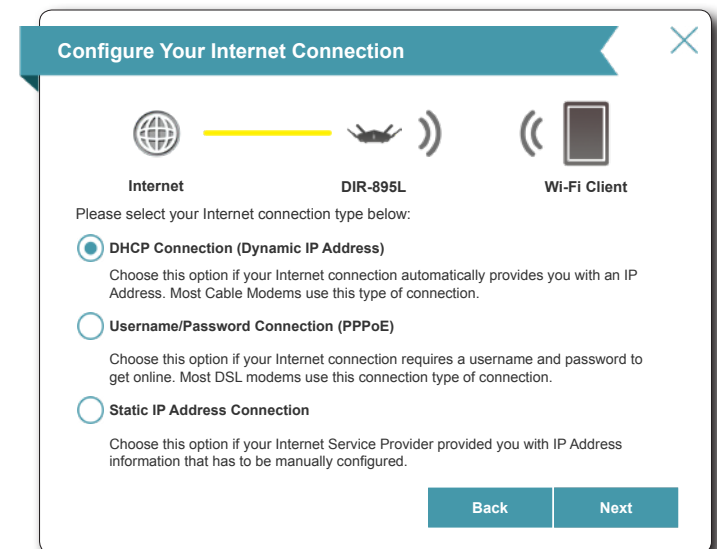 Configure Your Internet Connection
Internet
DIR-895L
Wi-Fi Client
Please select your Internet connection type below:
DHCP Connection (Dynamic IP Address)
Choose this option if your Internet connection automatically provides you with an IP
Address. Most Cable Modems use this type of connection.
Username/Password Connection (PPPoE)
Choose this option if your Internet connection requires a username and password to
get online. Most DSL modems use this connection type of connection.
Static IP Address Connection
Choose this option if your Internet Service Provider provided you with IP Address
information that has to be manually configured.
Back
Next